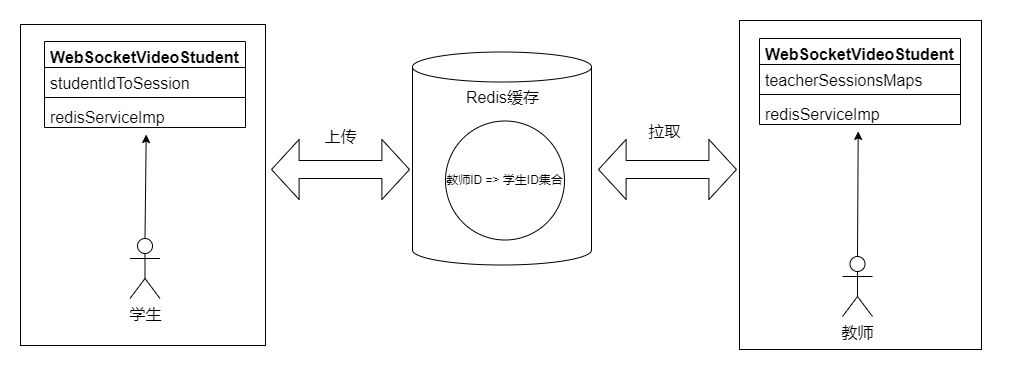 WebSocketVideoStudent
studentIdToSession
redisServiceImp
学生
上传
Redis缓存
教师ID => 学生ID集合
拉取
WebSocketVideoStudent
teacherSessionsMaps
redisServiceImp
教师